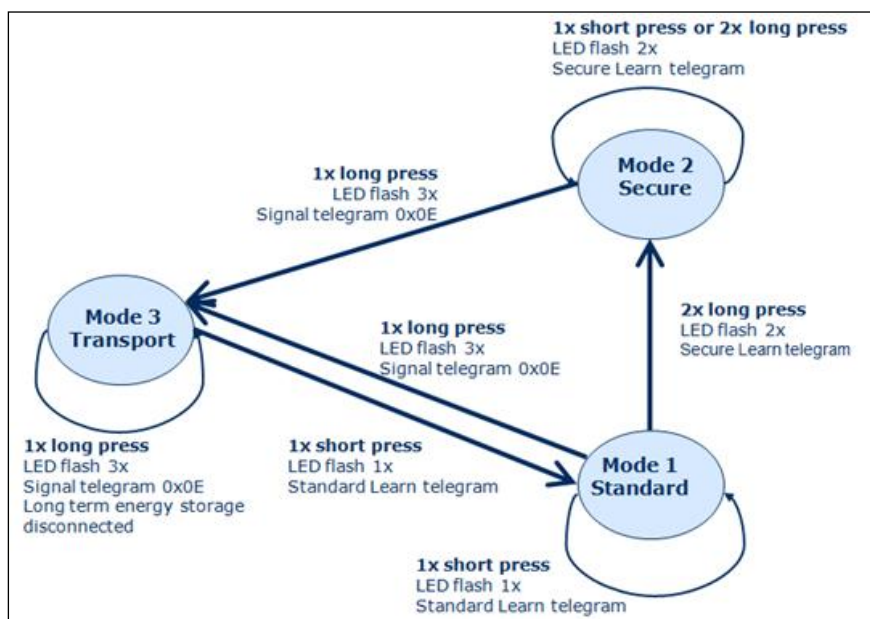 1x short press or 2x long press
LED flash 2x
Secure Learn telegram
Mode 2
Secure
1x long press
LED flash 3x
Signal telegram 0x0E
Mode 3
Transport
1x long press
LED flash 3x
Signal telegram 0x0E
2x long press
LED flash 2x
Secure Learn telegram
1x long press
LED flash 3x
Signal telegram 0x0E
Long term energy storage
disconnected
1x short press
LED flash 1x
Standard Learn telegram
Mode 1
Standard
1x short press
LED flash 1x
Standard Learn telegram